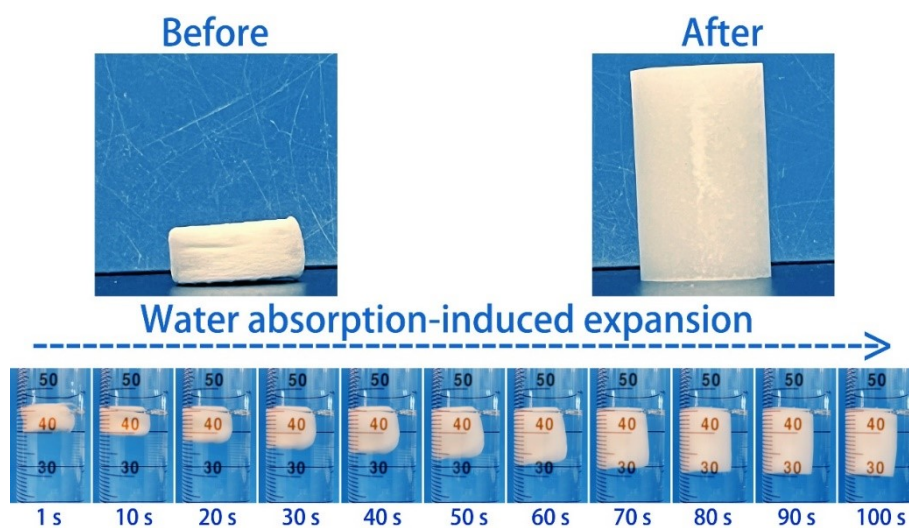 Before
After
Water absorption-induced expansion
50 50 50 50 50 50 50 50 50 50 50
40 40 40 40 40 40 40 40 40 40 40
30 30 30 30 30 30 30 30 30 30 30
1 s 10 s 20 s 30 s 40 s 50 s 60 s 70 s 80 s 90 s 100 s